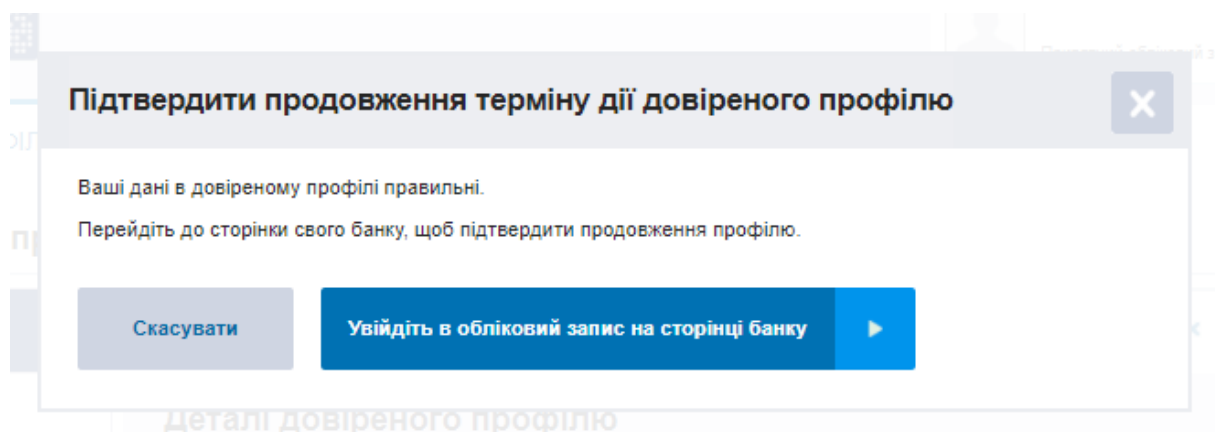 Підтвердити продовження терміну дії довіреного профілю
Ваші дані в довіреному профілі правильні.
Перейдіть до сторінки свого банку, щоб підтвердити продовження профілю.
Скасувати
Увійдіть в обліковий запис на сторінці банку
Деталі довіреного профілю